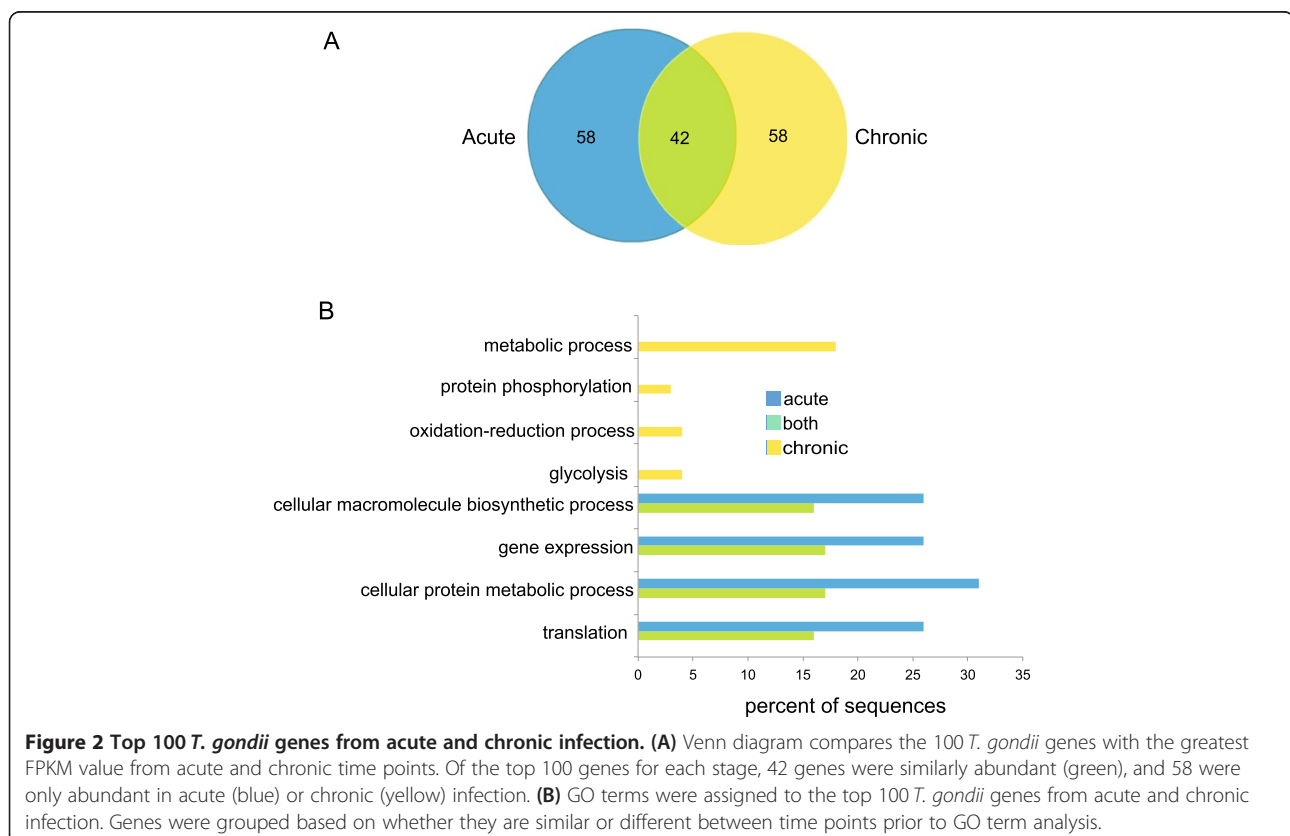 A
Acute
58
42
58
Chronic
B
metabolic process
protein phosphorylation
oxidation-reduction process
glycolysis
cellular macromolecule biosynthetic process
gene expression
cellular protein metabolic process
translation
acute
both
chronic
0 5 10 15 20 25 30 35
percent of sequences
Figure 2 Top 100 T. gondii genes from acute and chronic infection. (A) Venn diagram compares the 100 T. gondii genes with the greatest
FPKM value from acute and chronic time points. Of the top 100 genes for each stage, 42 genes were similarly abundant (green), and 58 were
only abundant in acute (blue) or chronic (yellow) infection. (B) GO terms were assigned to the top 100 T. gondii genes from acute and chronic
infection. Genes were grouped based on whether they are similar or different between time points prior to GO term analysis.